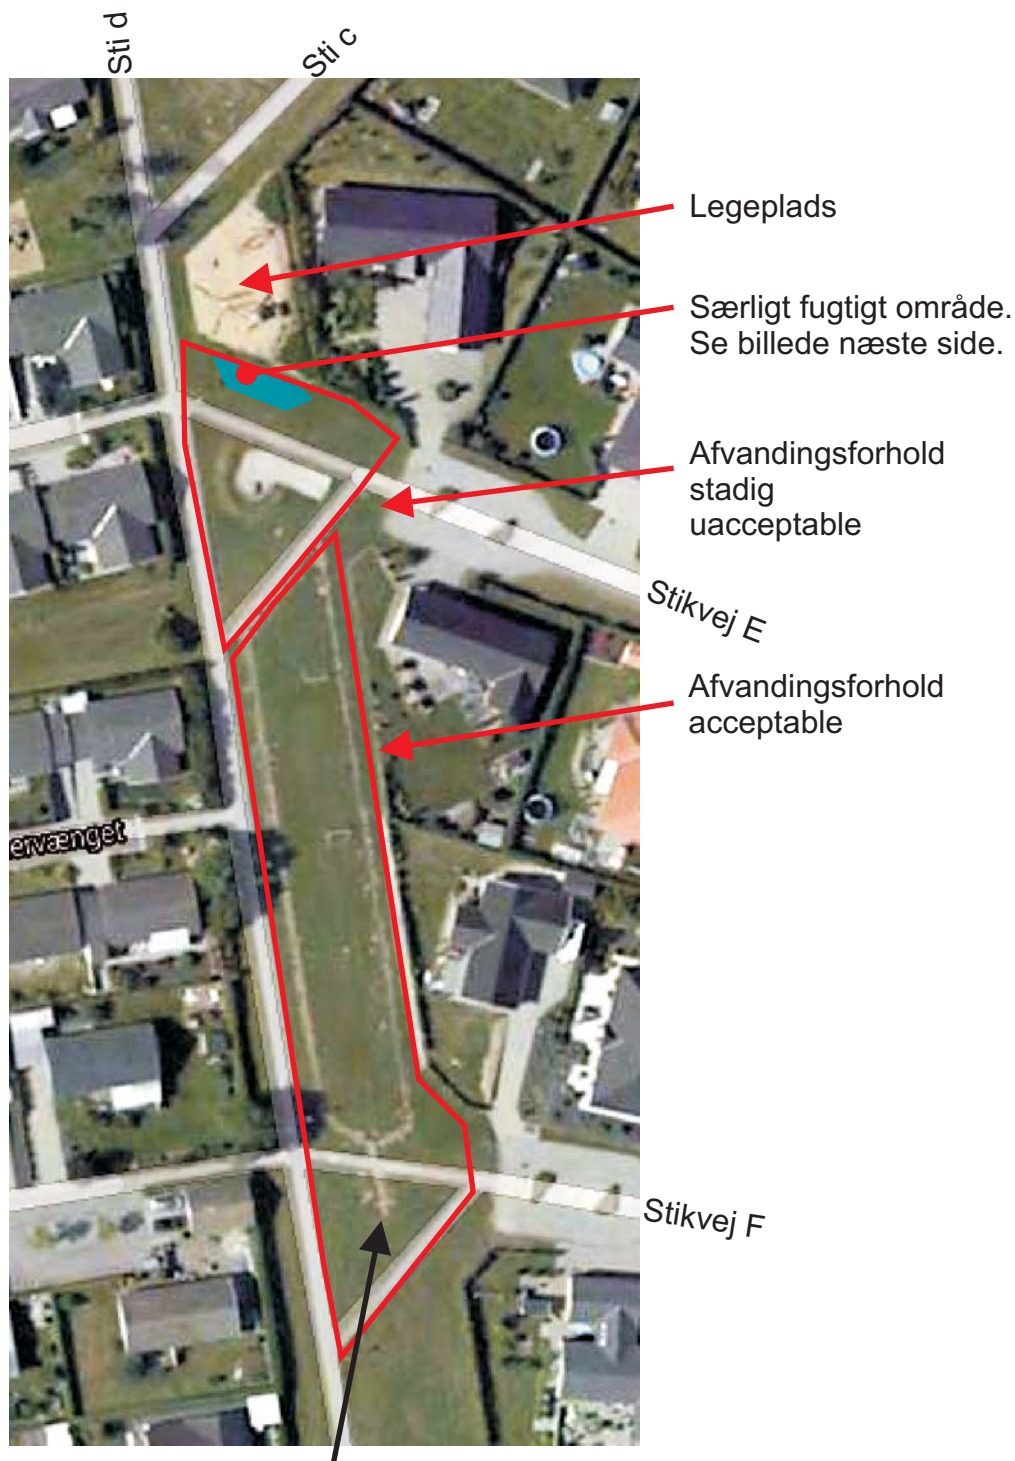 Sti d
Sti c
Legeplads
Særligt fugtigt område.
Se billede næste side.
Afvandingsforhold
stadig
uacceptable
Stikvej E
Afvandingsforhold
acceptable
ervænget
Stikvej F